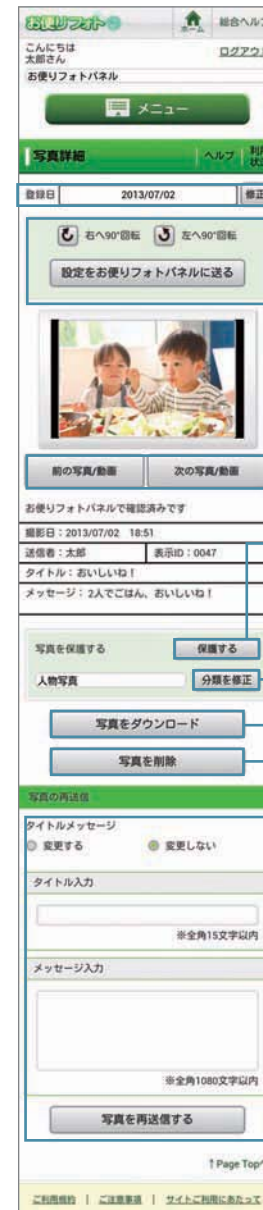 お便りフォト
ホーム
総合ヘル
こんにちは
太郎さん
ログアウ
お便りフォトパネル
メニュー
写真詳細
ヘルプ
登録日
2013/07/02
修正
右へ90°回転
左へ90°回転
設定をお便りフォトパネルに送る
前の写真/動画
次の写真/動画
お便りフォトパネルで確認済みです
撮影日：2013/07/02 18:51
送信者：太郎
表示ID：0047
タイトル：おいしいね！
メッセージ：2人でごはん、おいしいね！
写真を保護する
保護する
人物写真
分類を修正
写真をダウンロード
写真を削除
写真の再送信
タイトルメッセージ
変更する
変更しない
タイトル入力
※全角15文字以内
メッセージ入力
※全角1080文字以内
写真を再送信する
↑Page Top^
ご利用規約 | ご注意事項 | サイトご利用にあたって